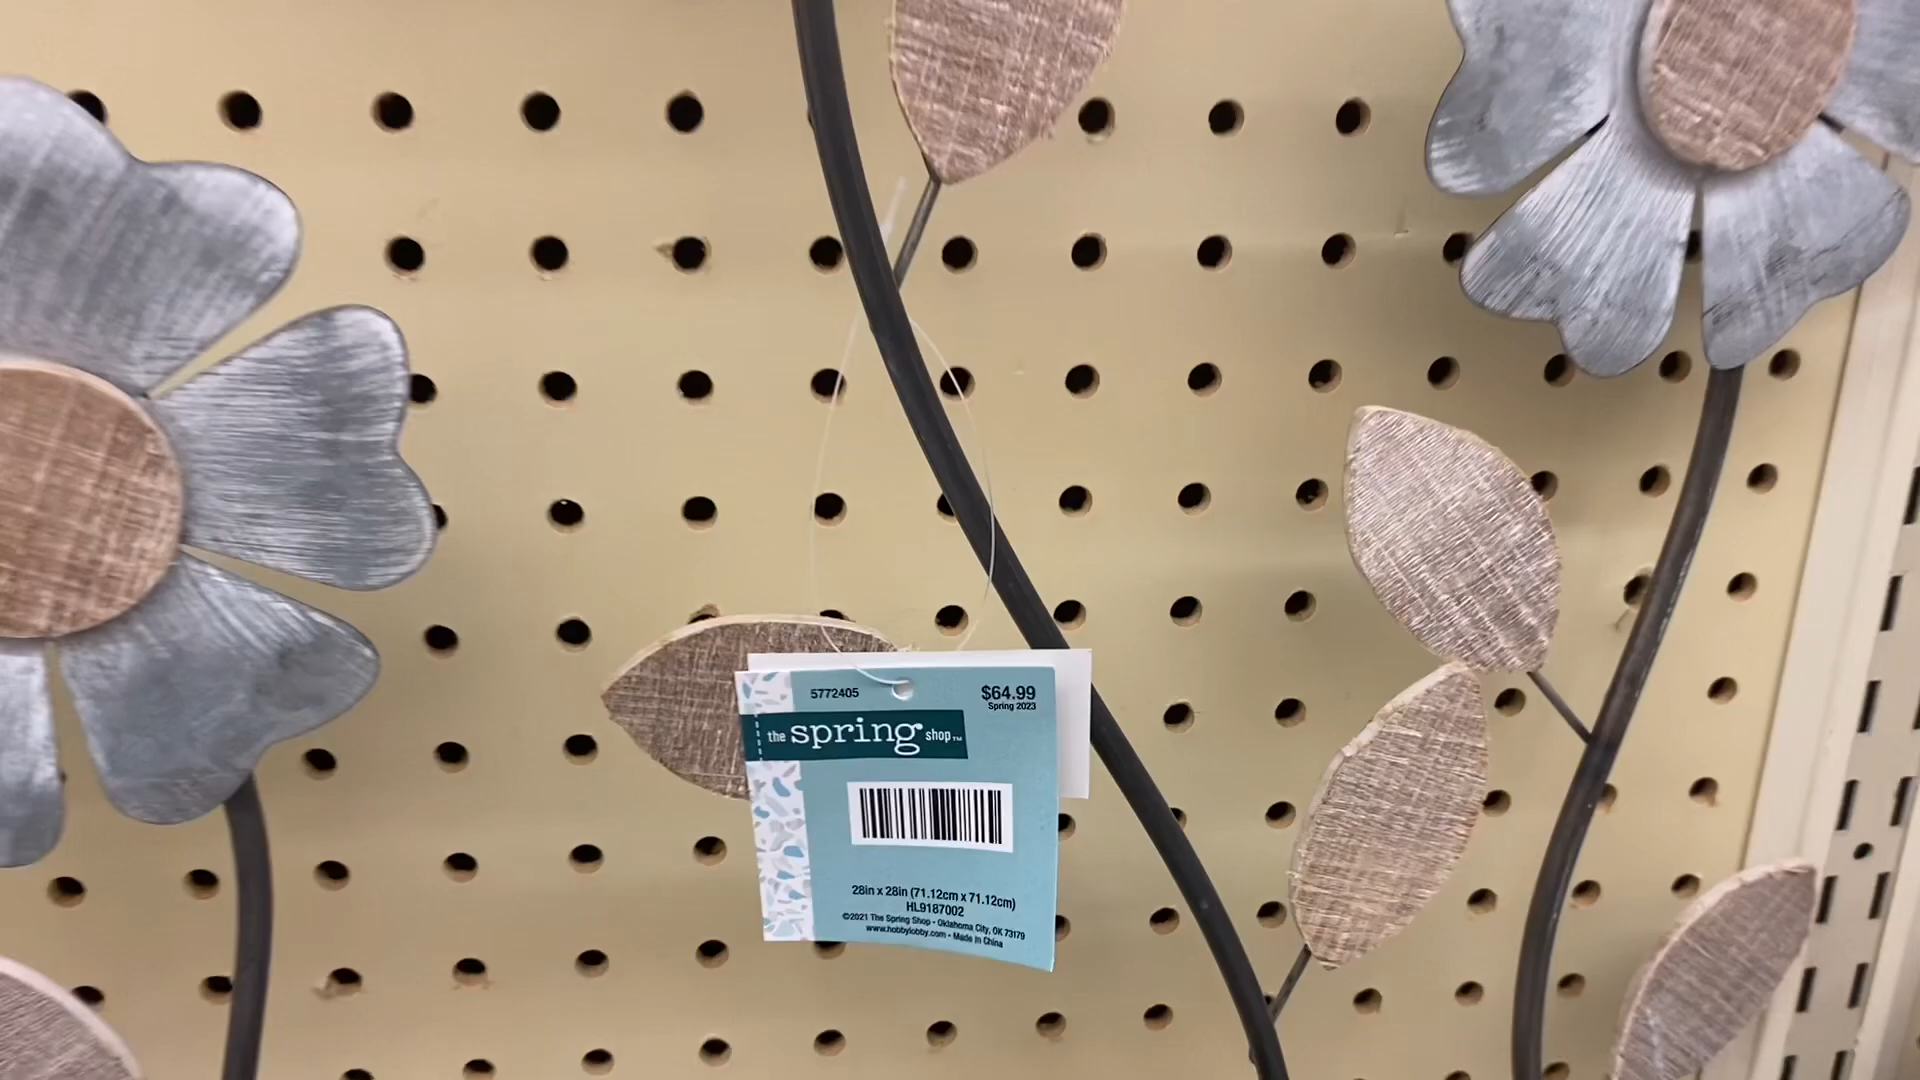 5772405
$64.99
Spring 2023
the spring shop™
28in x 28in (71.12cm x 71.12cm)
HL9187002
©2021 The Spring Shop • Oklahoma City, OK 73179
www.hobbylobby.com • Made in China